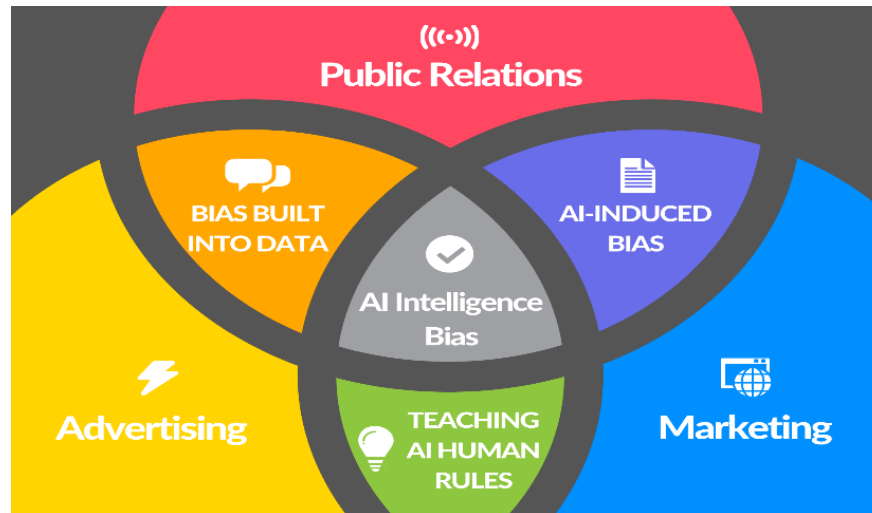 Public Relations
BIAS BUILT
INTO DATA
AI-INDUCED
BIAS
AI Intelligence
Bias
Advertising
Marketing
TEACHING
AI HUMAN
RULES